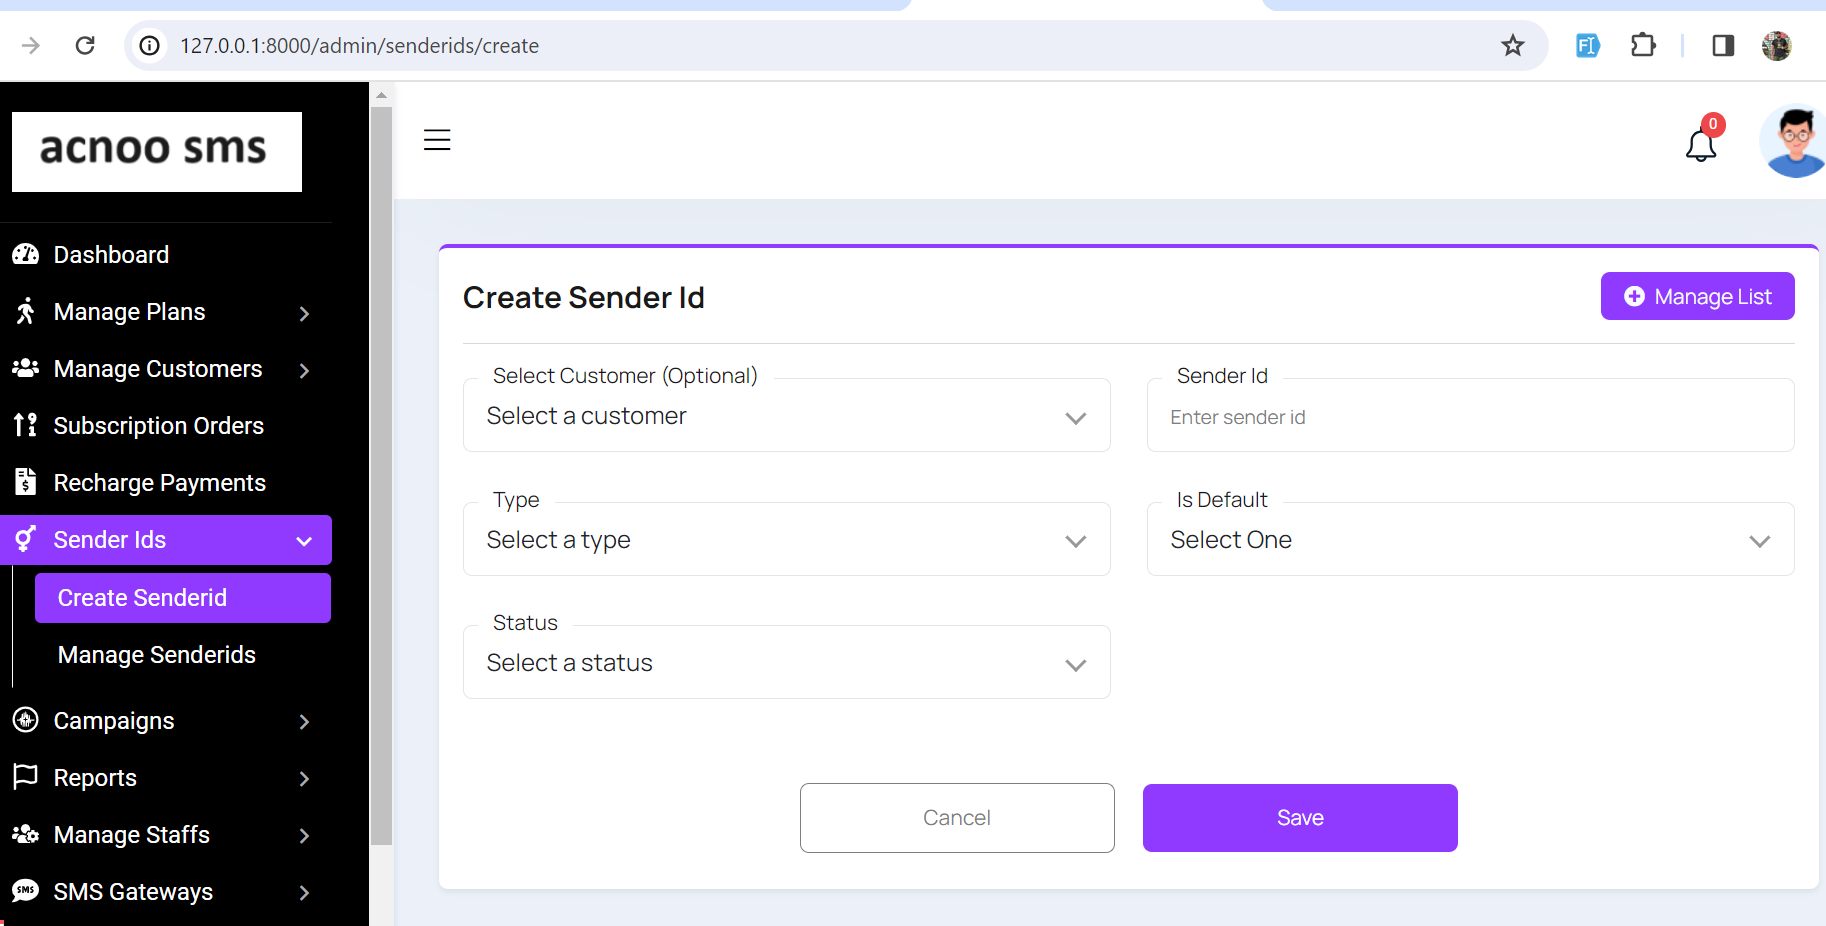 127.0.0.1:8000/admin/senderids/create
acnoo sms
0
Dashboard
Manage Plans
Manage Customers
Subscription Orders
Recharge Payments
Sender Ids
Create Senderid
Manage Senderids
Campaigns
Reports
Manage Staffs
SMS
SMS Gateways
Create Sender Id
Manage List
Select Customer (Optional)
Select a customer
Sender Id
Enter sender id
Type
Select a type
Is Default
Select One
Status
Select a status
Cancel
Save